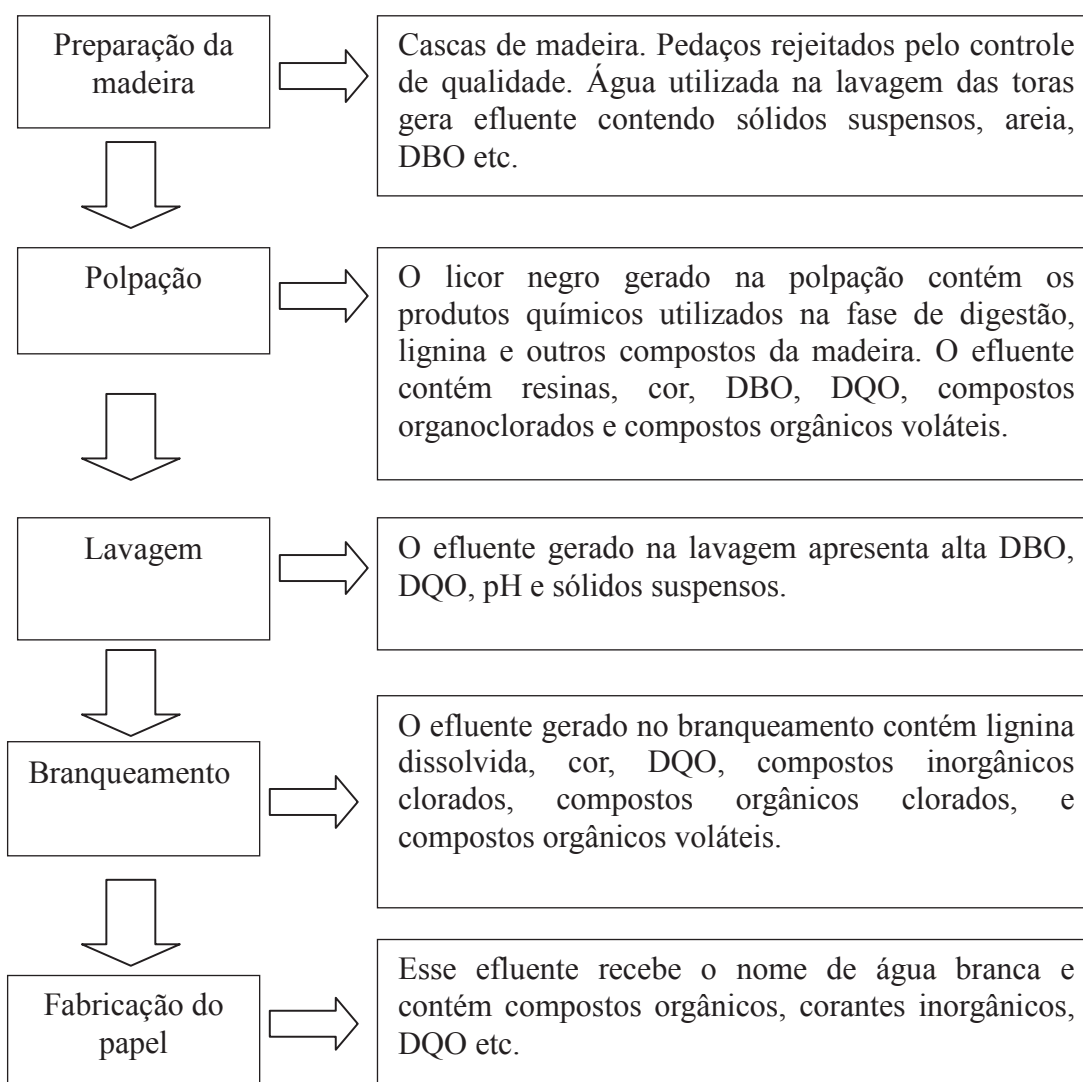 Preparação da
madeira
Cascas de madeira. Pedaços rejeitados pelo controle
de qualidade. Água utilizada na lavagem das toras
gera efluente contendo sólidos suspensos, areia,
DBO etc.
Polpação
O licor negro gerado na polpação contém os
produtos químicos utilizados na fase de digestão,
lignina e outros compostos da madeira. O efluente
contém resinas, cor, DBO, DQO, compostos
organoclorados e compostos orgânicos voláteis.
Lavagem
O efluente gerado na lavagem apresenta alta DBO,
DQO, pH e sólidos suspensos.
Branqueamento
O efluente gerado no branqueamento contém lignina
dissolvida, cor, DQO, compostos inorgânicos
clorados, compostos orgânicos clorados, e
compostos orgânicos voláteis.
Fabricação do
papel
Esse efluente recebe o nome de água branca e
contém compostos orgânicos, corantes inorgânicos,
DQO etc.